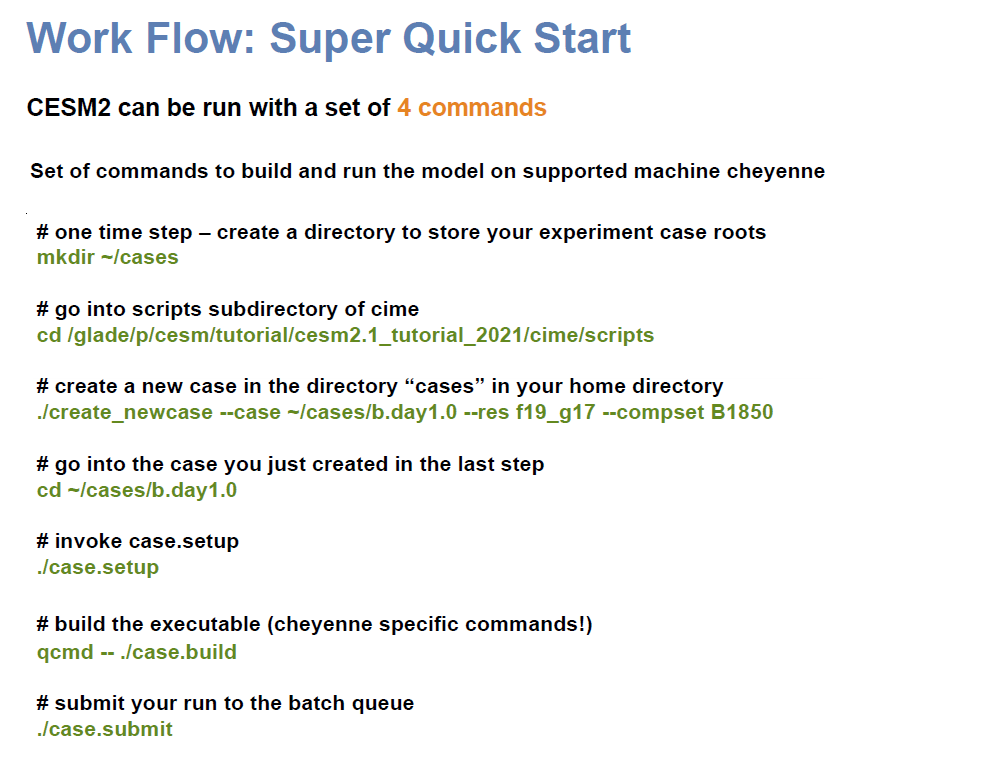 Work Flow: Super Quick Start
CESM2 can be run with a set of 4 commands
Set of commands to build and run the model on supported machine cheyenne
# one time step – create a directory to store your experiment case roots
mkdir ~/cases
# go into scripts subdirectory of cime
cd /glade/p/cesm/tutorial/cesm2.1_tutorial_2021/cime/scripts
# create a new case in the directory “cases” in your home directory
./create_newcase --case ~/cases/b.day1.0 --res f19_g17 --compset B1850
# go into the case you just created in the last step
cd ~/cases/b.day1.0
# invoke case.setup
./case.setup
# build the executable (cheyenne specific commands!)
qcmd -- ./case.build
# submit your run to the batch queue
./case.submit